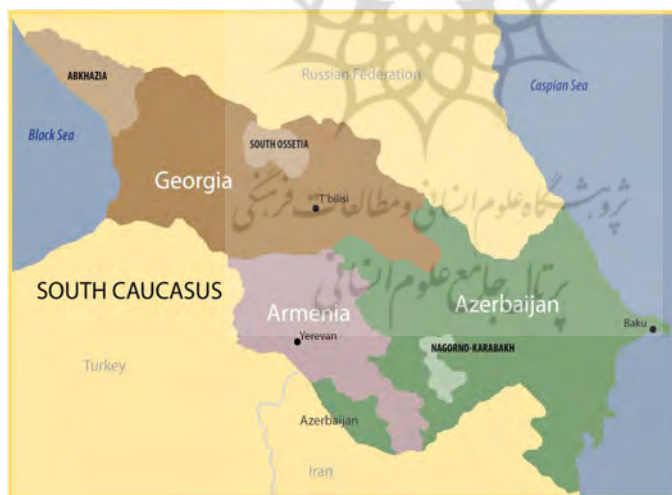 ABKHAZIA
Russian Federation
Caspian Sea
Black Sea
SOUTH OSSETIA
Georgia
T'bilisi
پژوهشگاه علوم انسانی و مطالعات فرهنگی
پرتال جامع علوم انسانی
SOUTH CAUCASUS
Armenia
Azerbaijan
Baku
Yerevan
NAGORNO-KARABAKH
Turkey
Azerbaijan
Iran